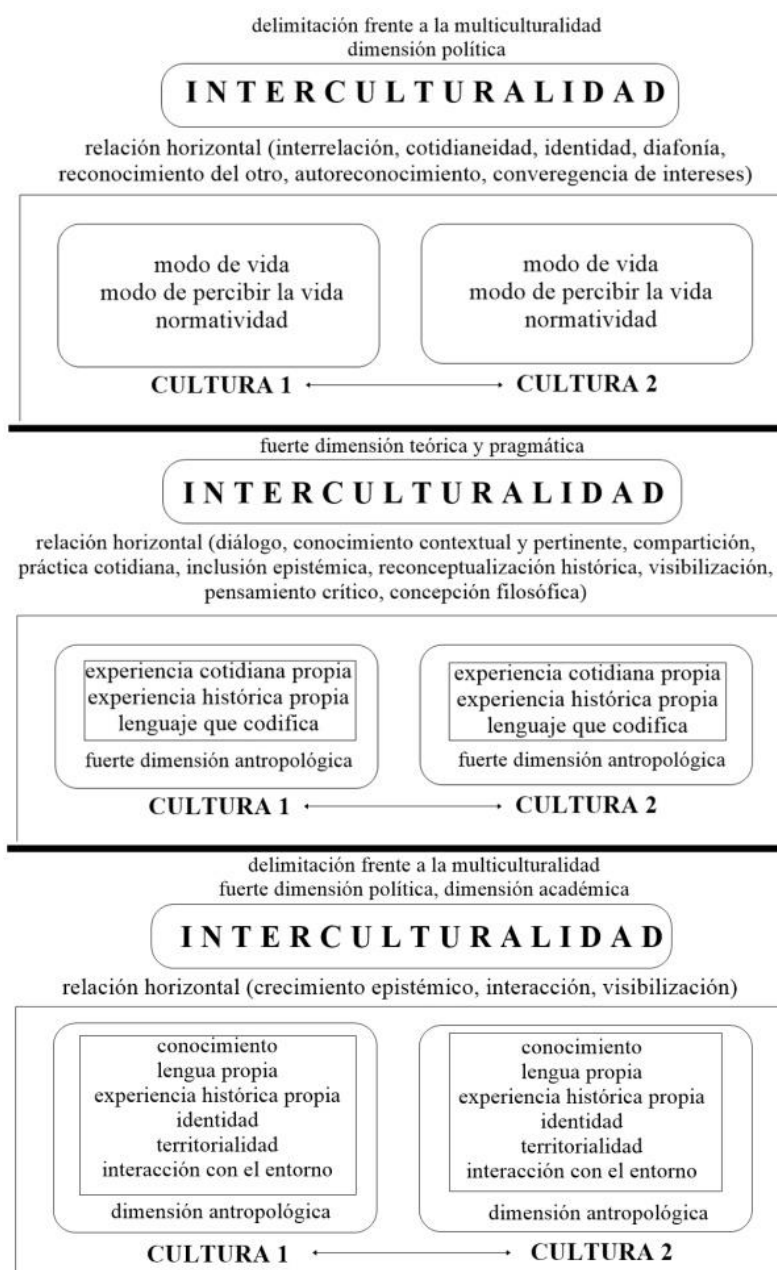 delimitación frente a la multiculturalidad
dimensión política
INTERCULTURALIDAD
relación horizontal (interrelación, cotidianeidad, identidad, diafonía,
reconocimiento del otro, autoreconocimiento, converegencia de intereses)
modo de vida
modo de percibir la vida
normatividad
modo de vida
modo de percibir la vida
normatividad
CULTURA 1
CULTURA 2
fuerte dimensión teórica y pragmática
INTERCULTURALIDAD
relación horizontal (diálogo, conocimiento contextual y pertinente, compartición,
práctica cotidiana, inclusión epistémica, reconceptualización histórica, visibilización,
pensamiento crítico, concepción filosófica)
experiencia cotidiana propia
experiencia histórica propia
lenguaje que codifica
fuerte dimensión antropológica
experiencia cotidiana propia
experiencia histórica propia
lenguaje que codifica
fuerte dimensión antropológica
CULTURA 1
CULTURA 2
delimitación frente a la multiculturalidad
fuerte dimensión política, dimensión académica
INTERCULTURALIDAD
relación horizontal (crecimiento epistémico, interacción, visibilización)
conocimiento
lengua propia
experiencia histórica propia
identidad
territorialidad
interacción con el entorno
dimensión antropológica
conocimiento
lengua propia
experiencia histórica propia
identidad
territorialidad
interacción con el entorno
dimensión antropológica
CULTURA 1
CULTURA 2